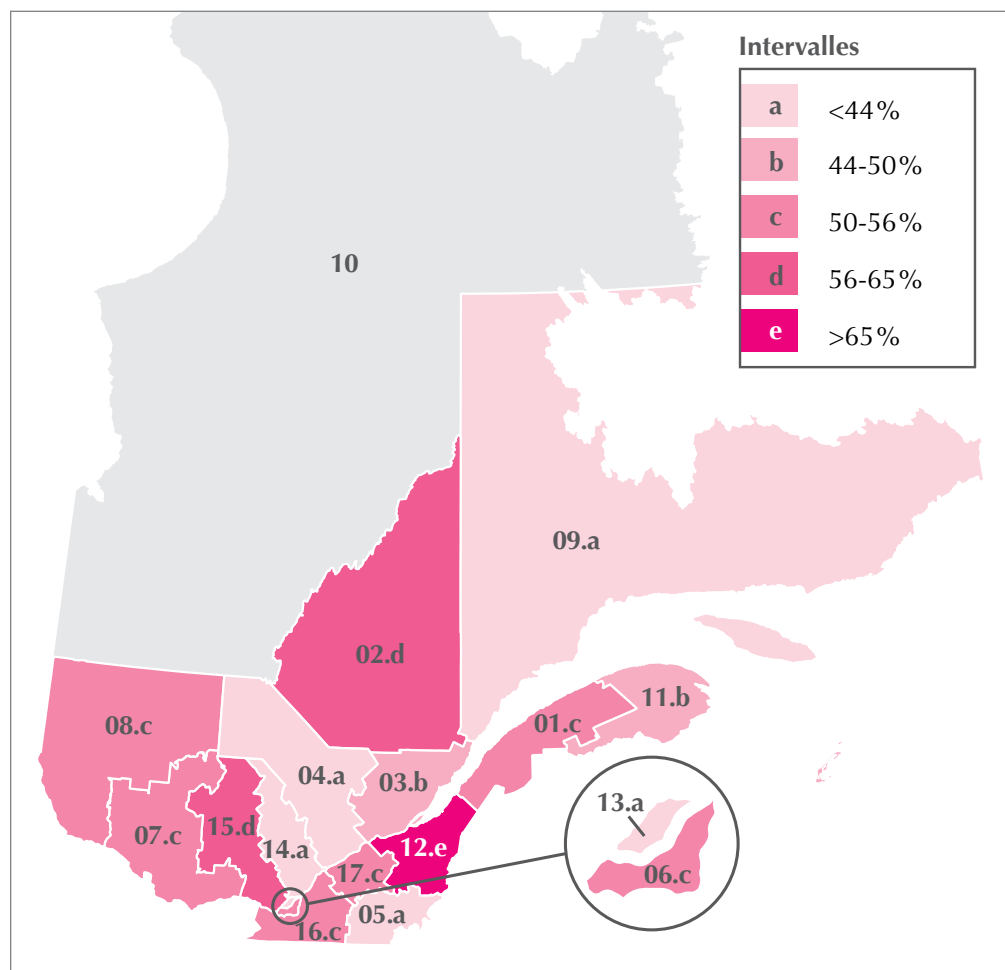 Intervalles
a <44%
b 44-50%
c 50-56%
d 56-65%
e >65%
10
09.a
02.d
11.b
01.c
08.c
04.a
03.b
13.a
15.d
07.c
14.a
12.e
17.c
06.c
05.a
16.c